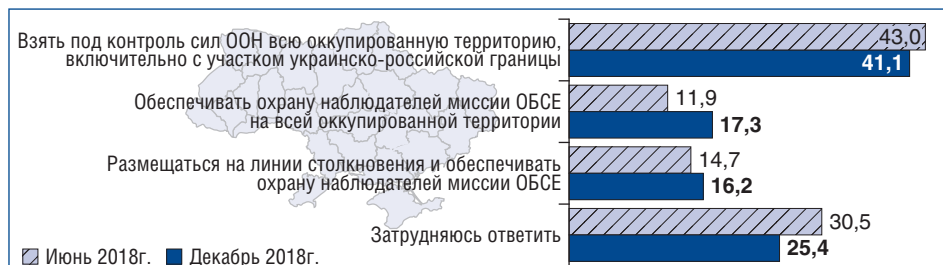 Взять под контроль сил ООН всю оккупированную территорию,
включительно с участком украинско-российской границы
43,0
41,1
Обеспечивать охрану наблюдателей миссии ОБСЕ
на всей оккупированной территории
11,9
17,3
Размещаться на линии столкновения и обеспечивать
охрану наблюдателей миссии ОБСЕ
14,7
16,2
Затрудняюсь ответить
30,5
25,4
Июнь 2018г. Декабрь 2018г.